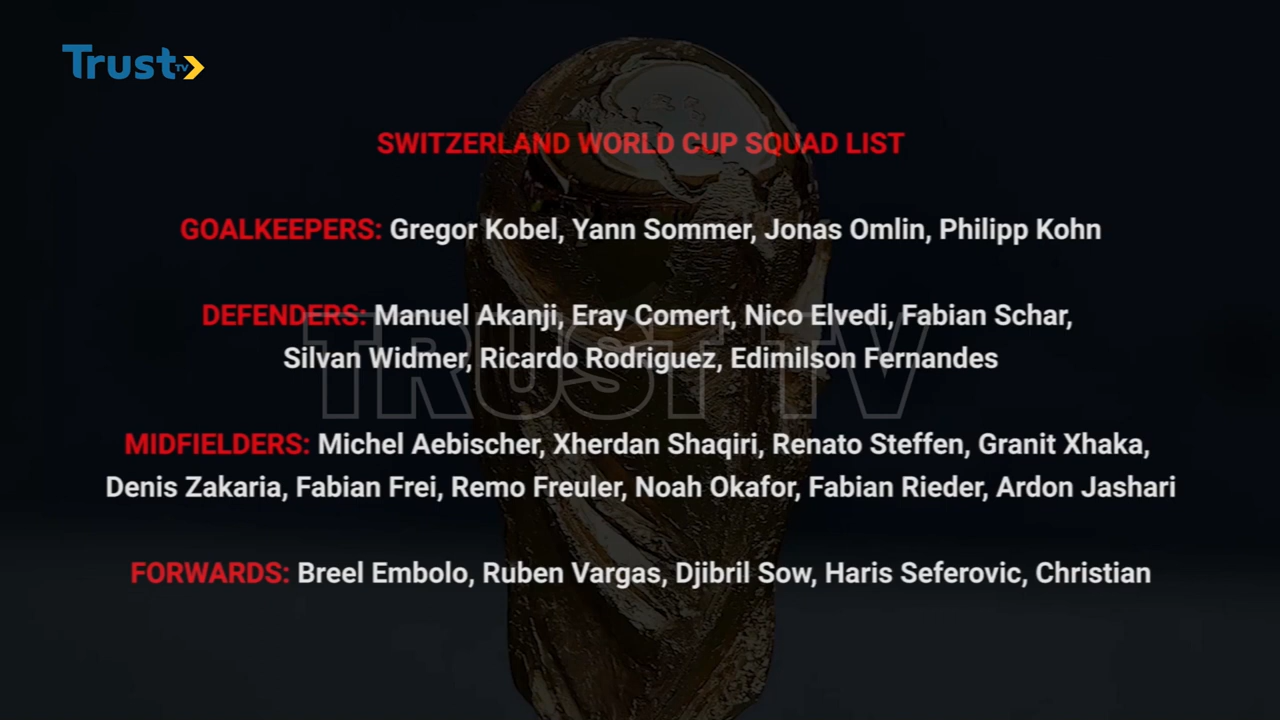 Trust TV
SWITZERLAND WORLD CUP SQUAD LIST
GOALKEEPERS: Gregor Kobel, Yann Sommer, Jonas Omlin, Philipp Kohn
DEFENDERS: Manuel Akanji, Eray Comert, Nico Elvedi, Fabian Schar,
Silvan Widmer, Ricardo Rodriguez, Edimilson Fernandes
TRUST TV
MIDFIELDERS: Michel Aebischer, Xherdan Shaqiri, Renato Steffen, Granit Xhaka,
Denis Zakaria, Fabian Frei, Remo Freuler, Noah Okafor, Fabian Rieder, Ardon Jashari
FORWARDS: Breel Embolo, Ruben Vargas, Djibril Sow, Haris Seferovic, Christian